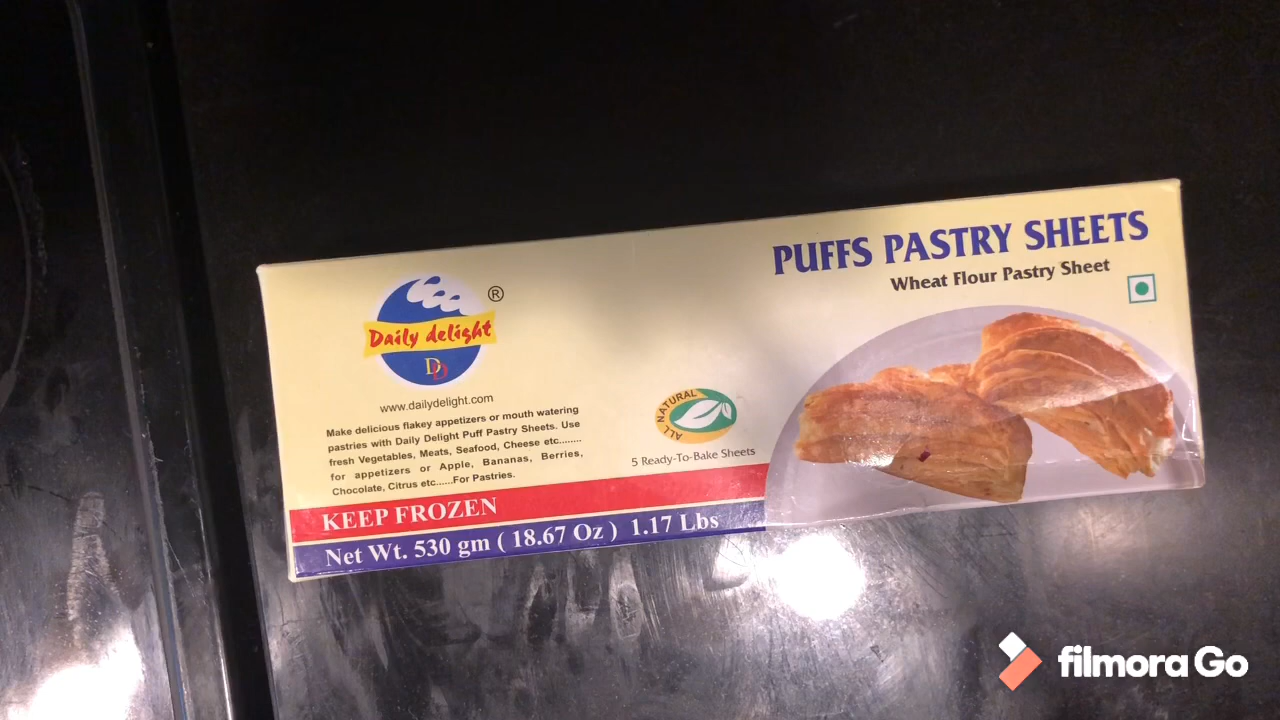 PUFFS PASTRY SHEETS
Wheat Flour Pastry Sheet
®
Daily delight
DD
www.dailydelight.com
Make delicious flakey appetizers or mouth watering
pastries with Daily Delight Puff Pastry Sheets. Use
fresh Vegetables, Meats, Seafood, Cheese etc........
for appetizers or Apple, Bananas, Berries,
Chocolate, Citrus etc......For Pastries.
ALL NATURAL
5 Ready-To-Bake Sheets
KEEP FROZEN
Net Wt. 530 gm ( 18.67 Oz ) 1.17 Lbs
filmora Go